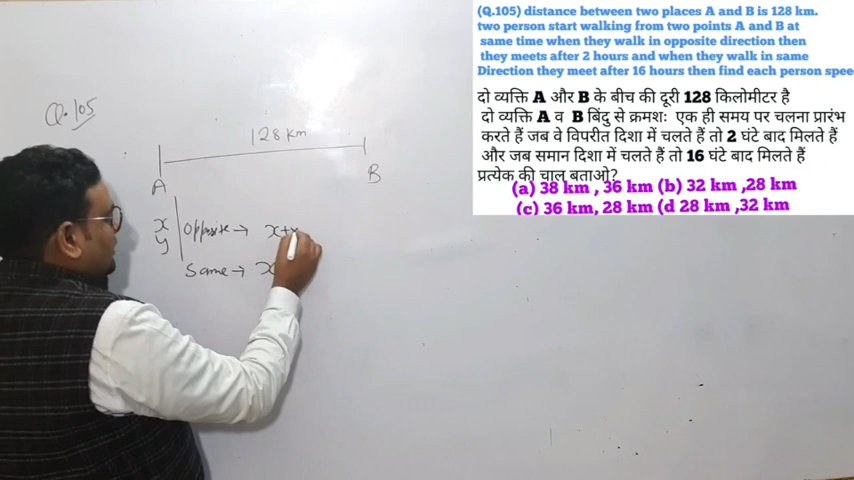 (Q.105) distance between two places A and B is 128 km.
two person start walking from two points A and B at
same time when they walk in opposite direction then
they meets after 2 hours and when they walk in same
Direction they meet after 16 hours then find each person spee
दो व्यक्ति A और B के बीच की दूरी 128 किलोमीटर है
दो व्यक्ति A व B बिंदु से क्रमशः एक ही समय पर चलना प्रारंभ
करते हैं जब वे विपरीत दिशा में चलते हैं तो 2 घंटे बाद मिलते हैं
और जब समान दिशा में चलते हैं तो 16 घंटे बाद मिलते हैं
प्रत्येक की चाल बताओ?
(a) 38 km , 36 km (b) 32 km ,28 km
(c) 36 km, 28 km (d 28 km ,32 km
Q.105
128 km
A
B
x
y
Opposite → x+
Same → x